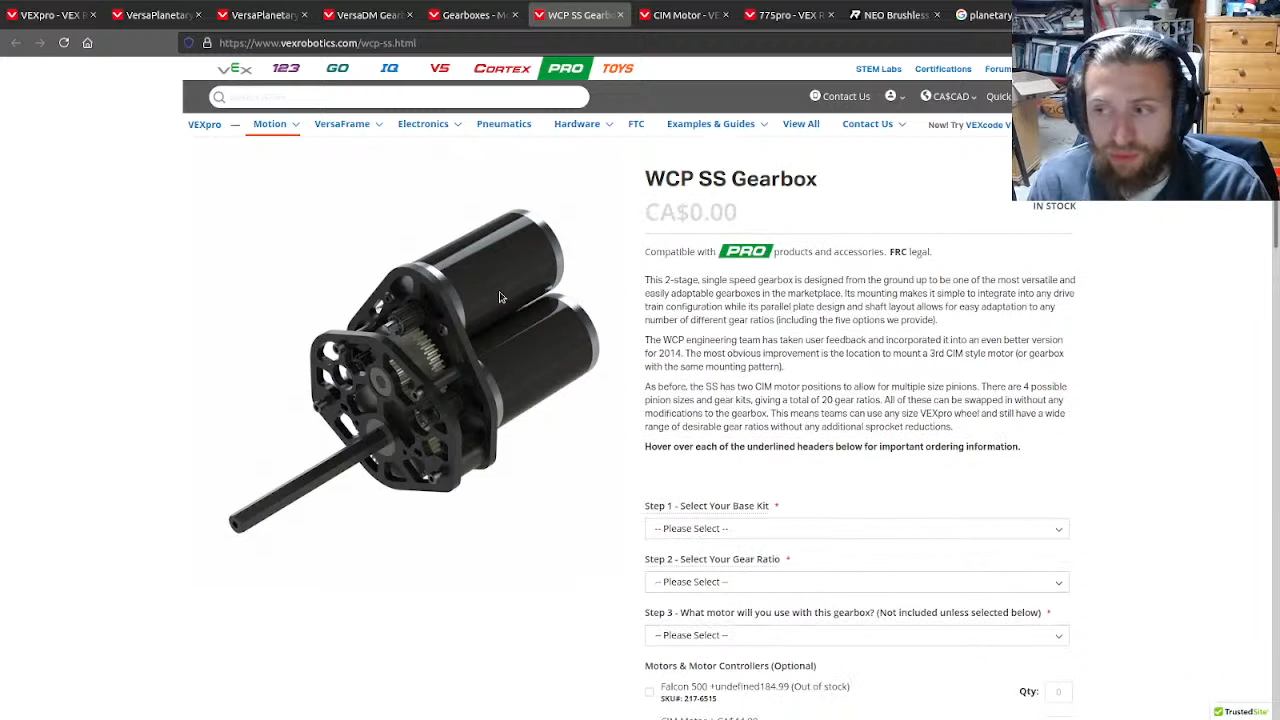 VEXpro - VEX B
VersaPlanetary
VersaPlanetary
VersaDM Gearb
Gearboxes - Mo
WCP SS Gearbo
CIM Motor - VE
775pro - VEX
NEO Brushless
planetary
https://www.vexrobotics.com/wcp-ss.html
VEX 123 GO IQ V5 CORTEX PRO TOYS
STEM Labs Certifications Forum
Contact Us CA$CAD Quick
VEXpro — Motion VersaFrame Electronics Pneumatics Hardware FTC Examples & Guides View All Contact Us New! Try VEXcode V
WCP SS Gearbox
CA$0.00
IN STOCK
Compatible with PRO products and accessories. FRC legal.
This 2-stage, single speed gearbox is designed from the ground up to be one of the most versatile and
easily adaptable gearboxes in the marketplace. Its mounting makes it simple to integrate into any drive
train configuration while its parallel plate design and shaft layout allows for easy adaptation to any
number of different gear ratios (including the five options we provide).
The WCP engineering team has taken user feedback and incorporated it into an even better version
for 2014. The most obvious improvement is the location to mount a 3rd CIM style motor (or gearbox
with the same mounting pattern).
As before, the SS has two CIM motor positions to allow for multiple size pinions. There are 4 possible
pinion sizes and gear kits, giving a total of 20 gear ratios. All of these can be swapped in without any
modifications to the gearbox. This means teams can use any size VEXpro wheel and still have a wide
range of desirable gear ratios without any additional sprocket reductions.
Hover over each of the underlined headers below for important ordering information.
Step 1 - Select Your Base Kit *
-- Please Select --
Step 2 - Select Your Gear Ratio *
-- Please Select --
Step 3 - What motor will you use with this gearbox? (Not included unless selected below) *
-- Please Select --
Motors & Motor Controllers (Optional)
Falcon 500 +undefined184.99 (Out of stock)
SKU#: 217-6515
Qty: 0
TrustedSite